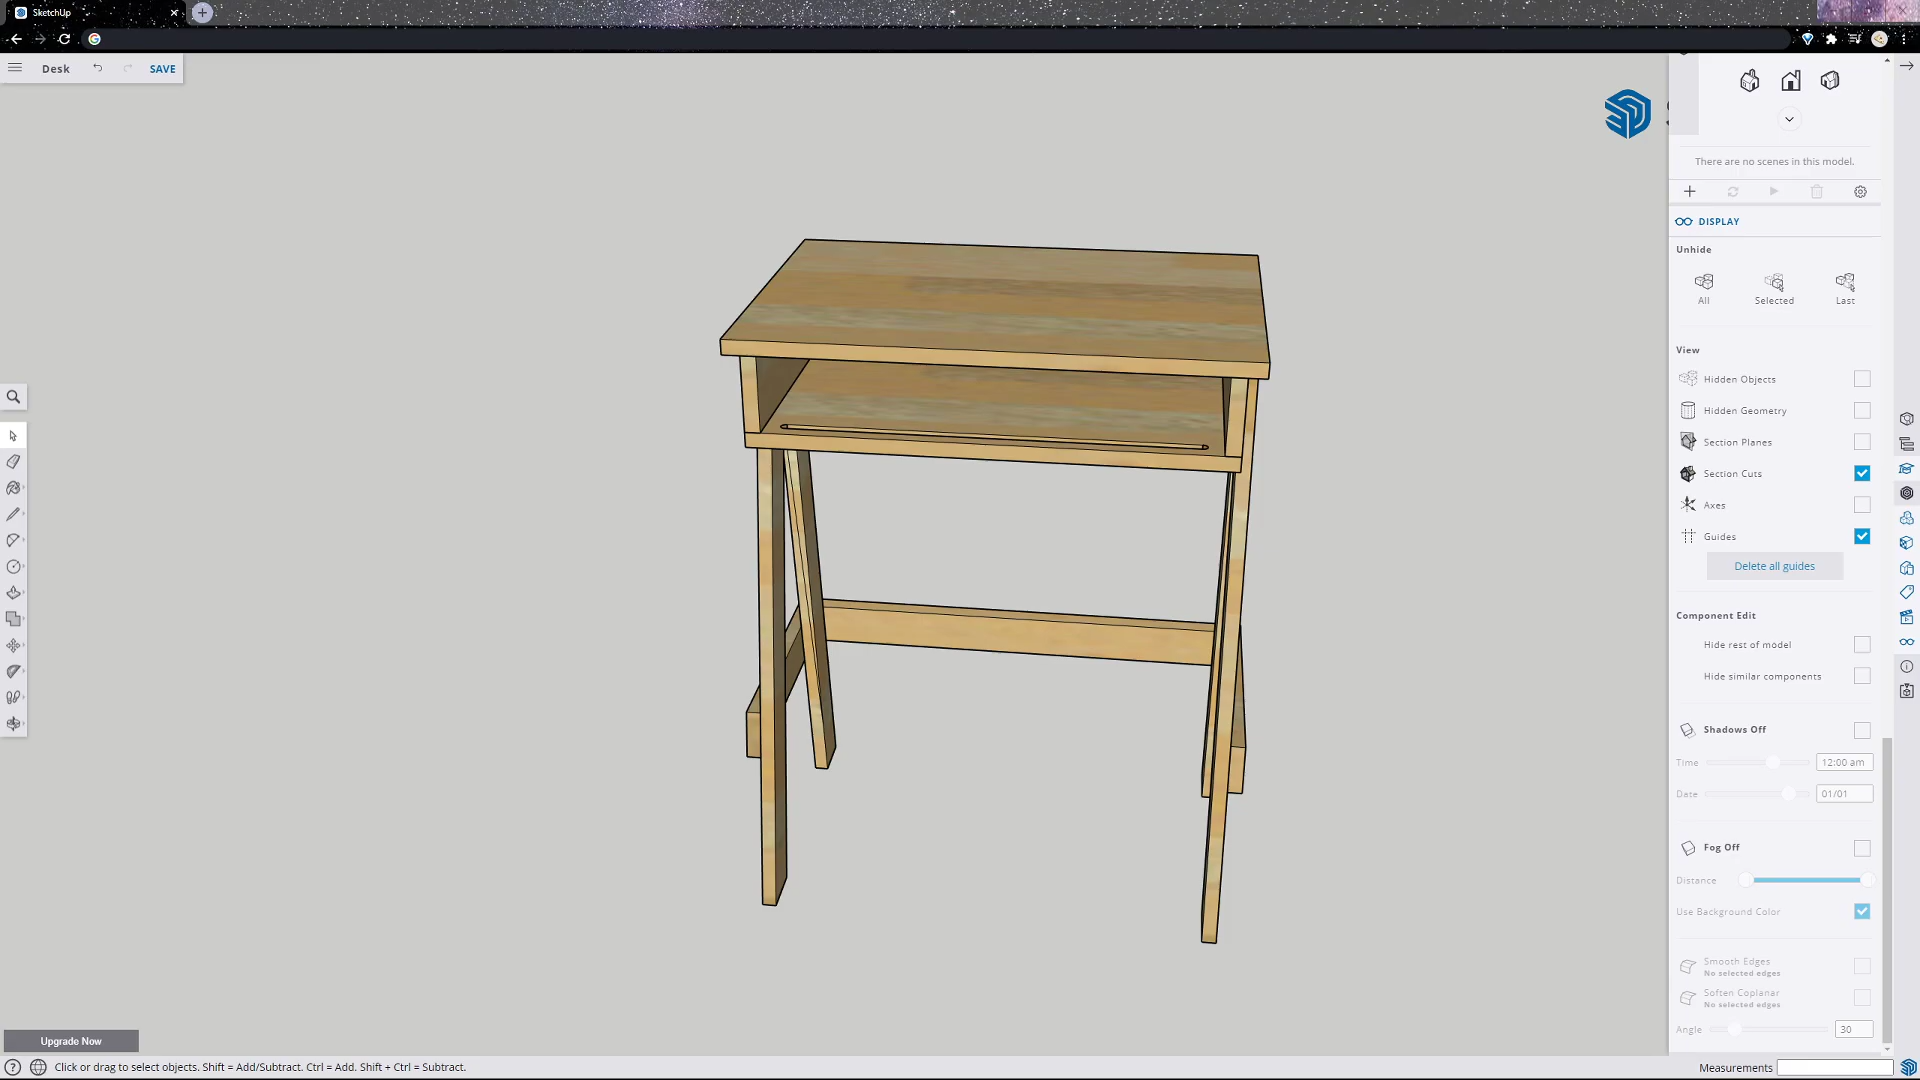 SketchUp
Desk
SAVE
There are no scenes in this model.
DISPLAY
Unhide
All
Selected
Last
View
Hidden Objects
Hidden Geometry
Section Planes
Section Cuts
Axes
Guides
Delete all guides
Component Edit
Hide rest of model
Hide similar components
Shadows Off
Time
12:00 am
Date
01/01
Fog Off
Distance
Use Background Color
Smooth Edges
No selected edges
Soften Coplanar
No selected edges
Angle
30
Upgrade Now
Click or drag to select objects. Shift = Add/Subtract. Ctrl = Add. Shift + Ctrl = Subtract.
Measurements